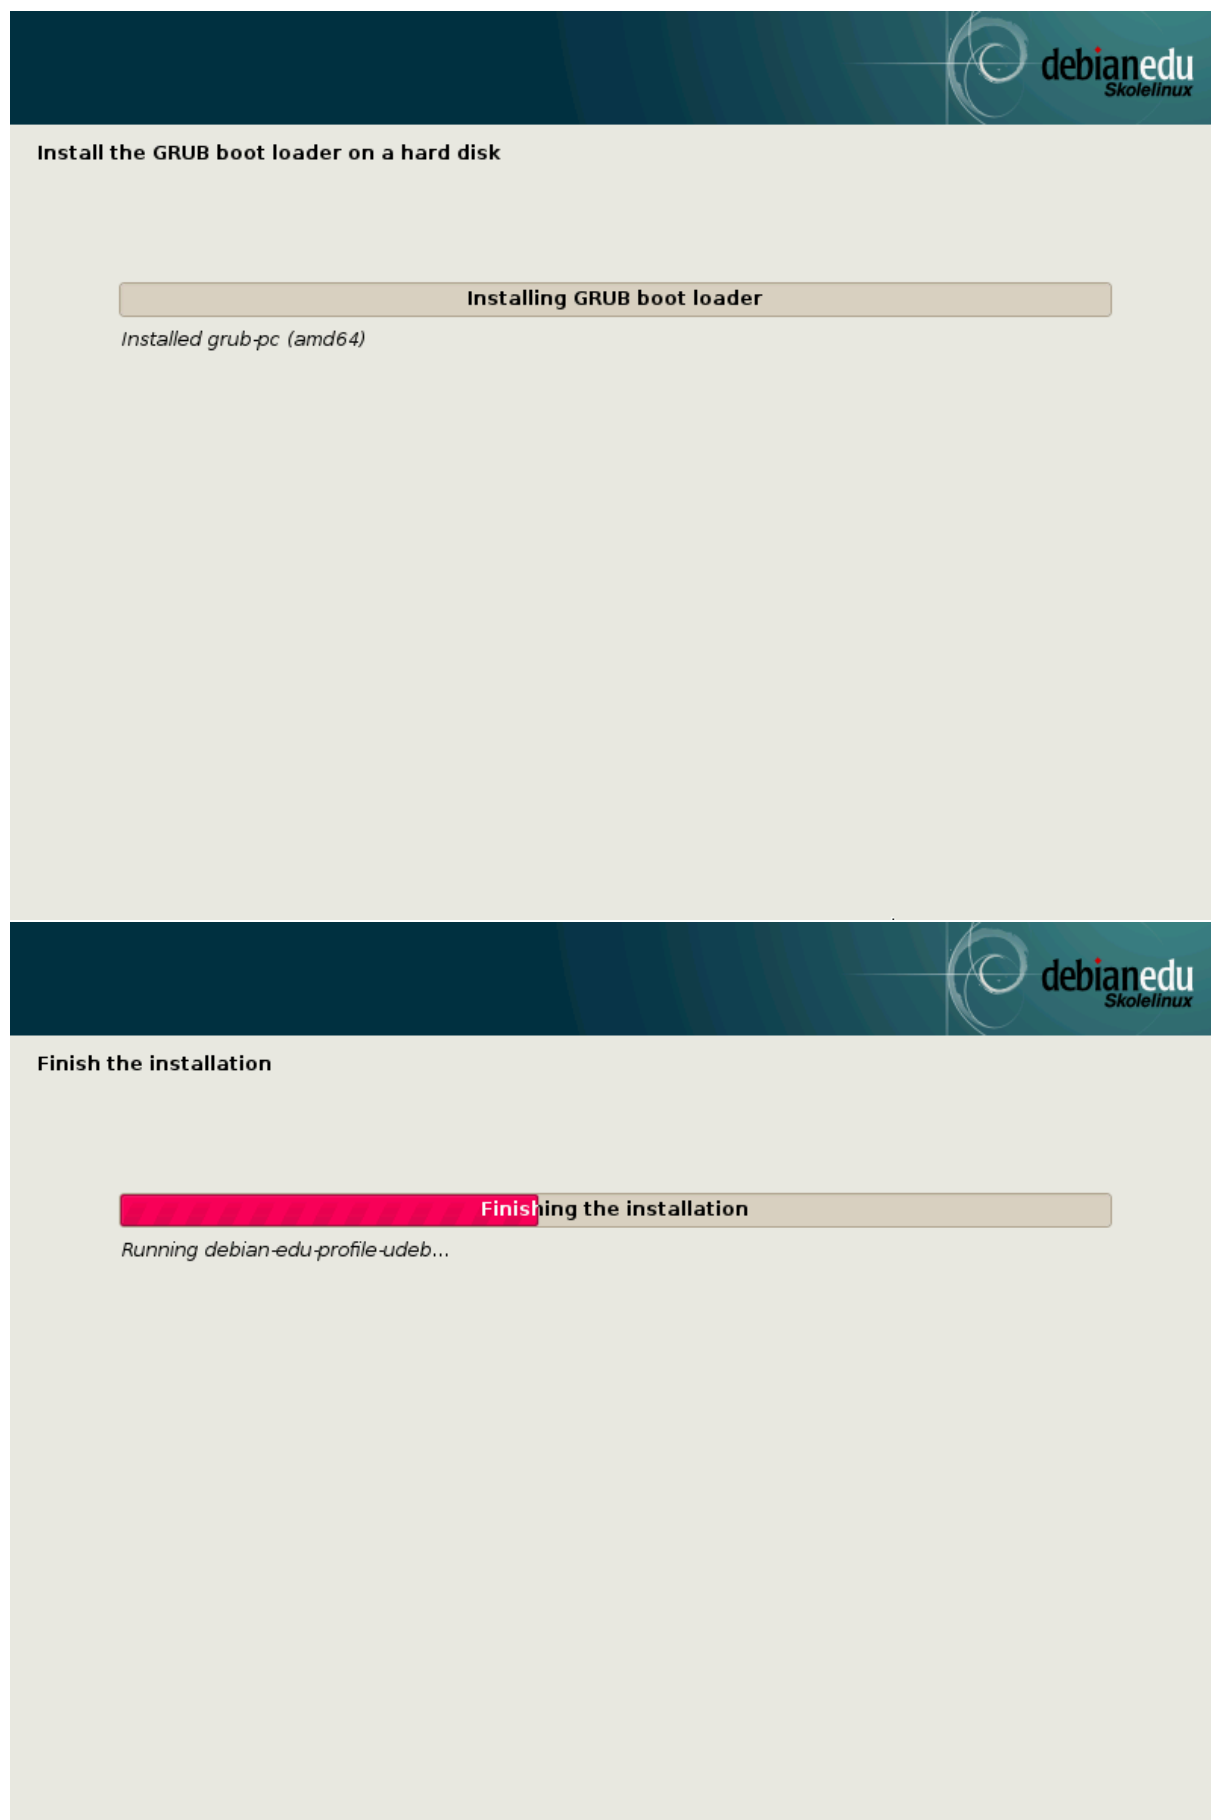 debianedu
Skolelinux
Install the GRUB boot loader on a hard disk
Installing GRUB boot loader
Installed grub-pc (amd64)
debianedu
Skolelinux
Finish the installation
Finishing the installation
Running debian-edu-profile-udeb...